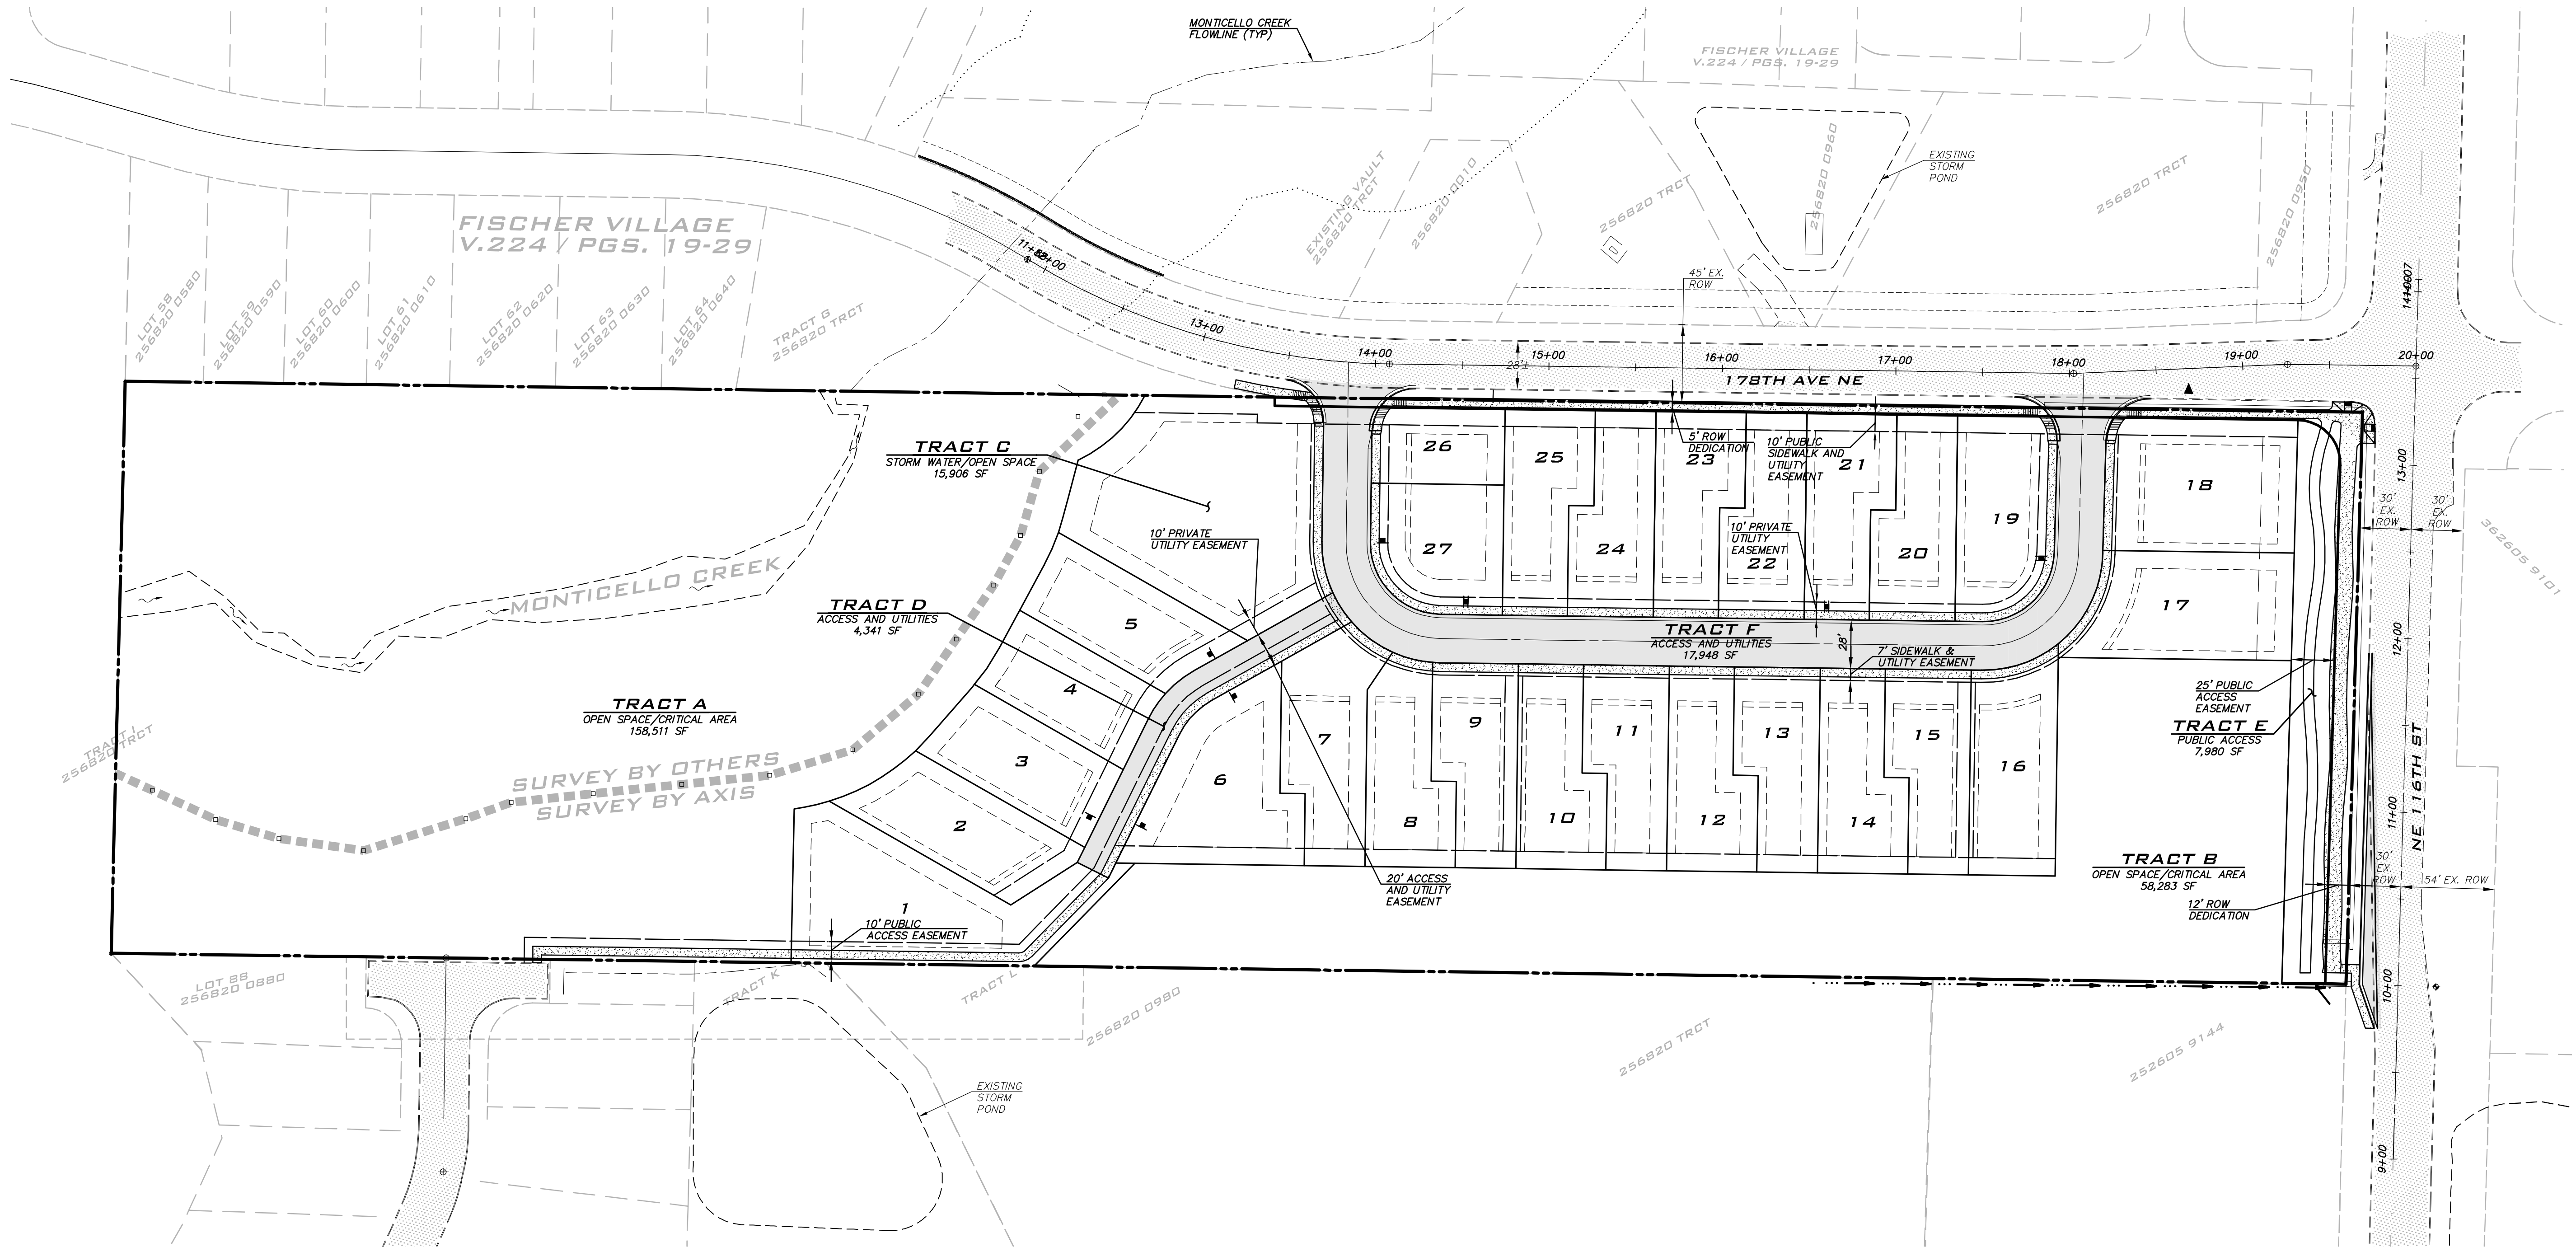 MONTICELLO CREEK
FLOWLINE (TYP)
FISCHER VILLAGE
V.224 / PGS. 19-29
EXISTING
STORM
POND
256820 0960
EXISTING VAULT
256820 TRCT
256820 0010
256820 TRCT
256820 TRCT
256820 0950
FISCHER VILLAGE
V.224 / PGS. 19-29
LOT 58
256820 0580
LOT 59
256820 0590
LOT 60
256820 0600
LOT 61
256820 0610
LOT 62
256820 0620
LOT 63
256820 0630
LOT 64
256820 0640
TRACT G
256820 TRCT
45' EX.
ROW
28'±
12+00
13+00
14+00
15+00
16+00
17+00
18+00
19+00
20+00
178TH AVE NE
14+00
13+00
12+00
11+00
10+00
9+00
NE 116TH ST
30'
EX.
ROW
30'
EX.
ROW
362605 9101
TRACT C
STORM WATER/OPEN SPACE
15,906 SF
5' ROW
DEDICATION
10' PUBLIC
SIDEWALK AND
UTILITY
EASEMENT
26
25
23
21
18
27
24
22
20
19
17
10' PRIVATE
UTILITY EASEMENT
10' PRIVATE
UTILITY
EASEMENT
MONTICELLO CREEK
TRACT D
ACCESS AND UTILITIES
4,341 SF
TRACT F
ACCESS AND UTILITIES
17,948 SF
28'
7' SIDEWALK &
UTILITY EASEMENT
5
4
3
2
1
6
7
8
9
10
11
12
13
14
15
16
TRACT A
OPEN SPACE/CRITICAL AREA
158,511 SF
TRACT I
256820 TRCT
SURVEY BY OTHERS
SURVEY BY AXIS
25' PUBLIC
ACCESS
EASEMENT
TRACT E
PUBLIC ACCESS
7,980 SF
TRACT B
OPEN SPACE/CRITICAL AREA
58,283 SF
30'
EX.
ROW
54' EX. ROW
12' ROW
DEDICATION
20' ACCESS
AND UTILITY
EASEMENT
10' PUBLIC
ACCESS EASEMENT
LOT 88
256820 0880
TRACT K
TRACT L
256820 0980
256820 TRCT
252605 9144
EXISTING
STORM
POND